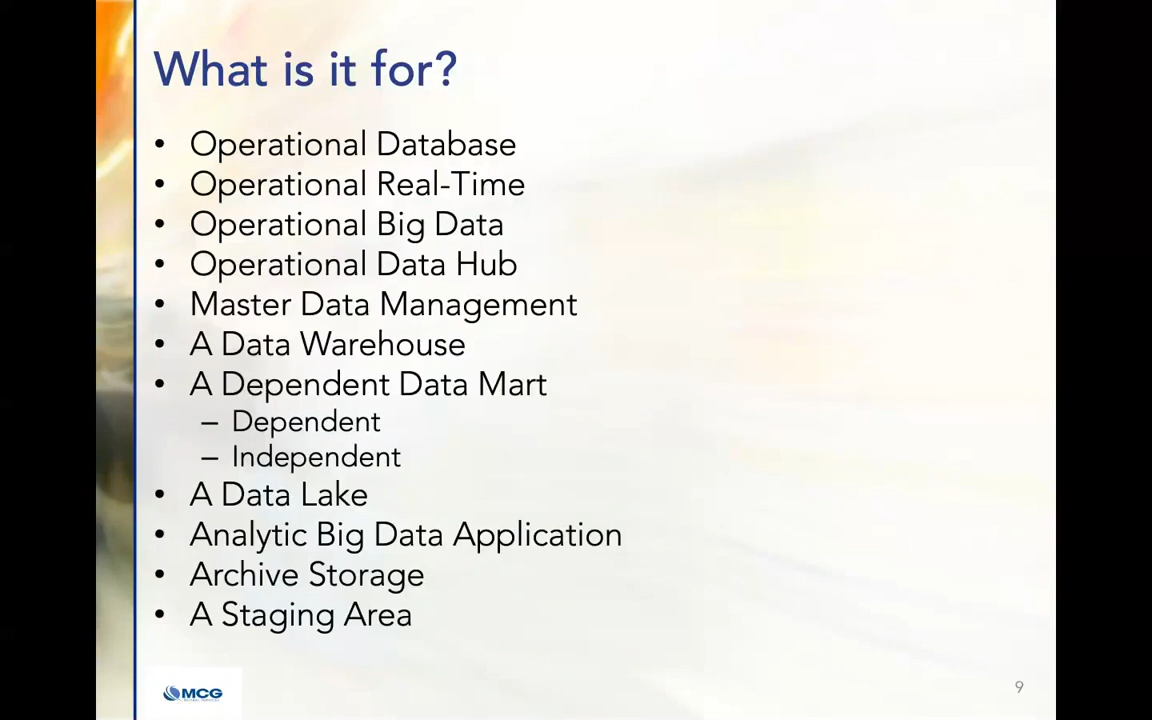 What is it for?
• Operational Database
• Operational Real-Time
• Operational Big Data
• Operational Data Hub
• Master Data Management
• A Data Warehouse
• A Dependent Data Mart
– Dependent
– Independent
• A Data Lake
• Analytic Big Data Application
• Archive Storage
• A Staging Area
MCG
9